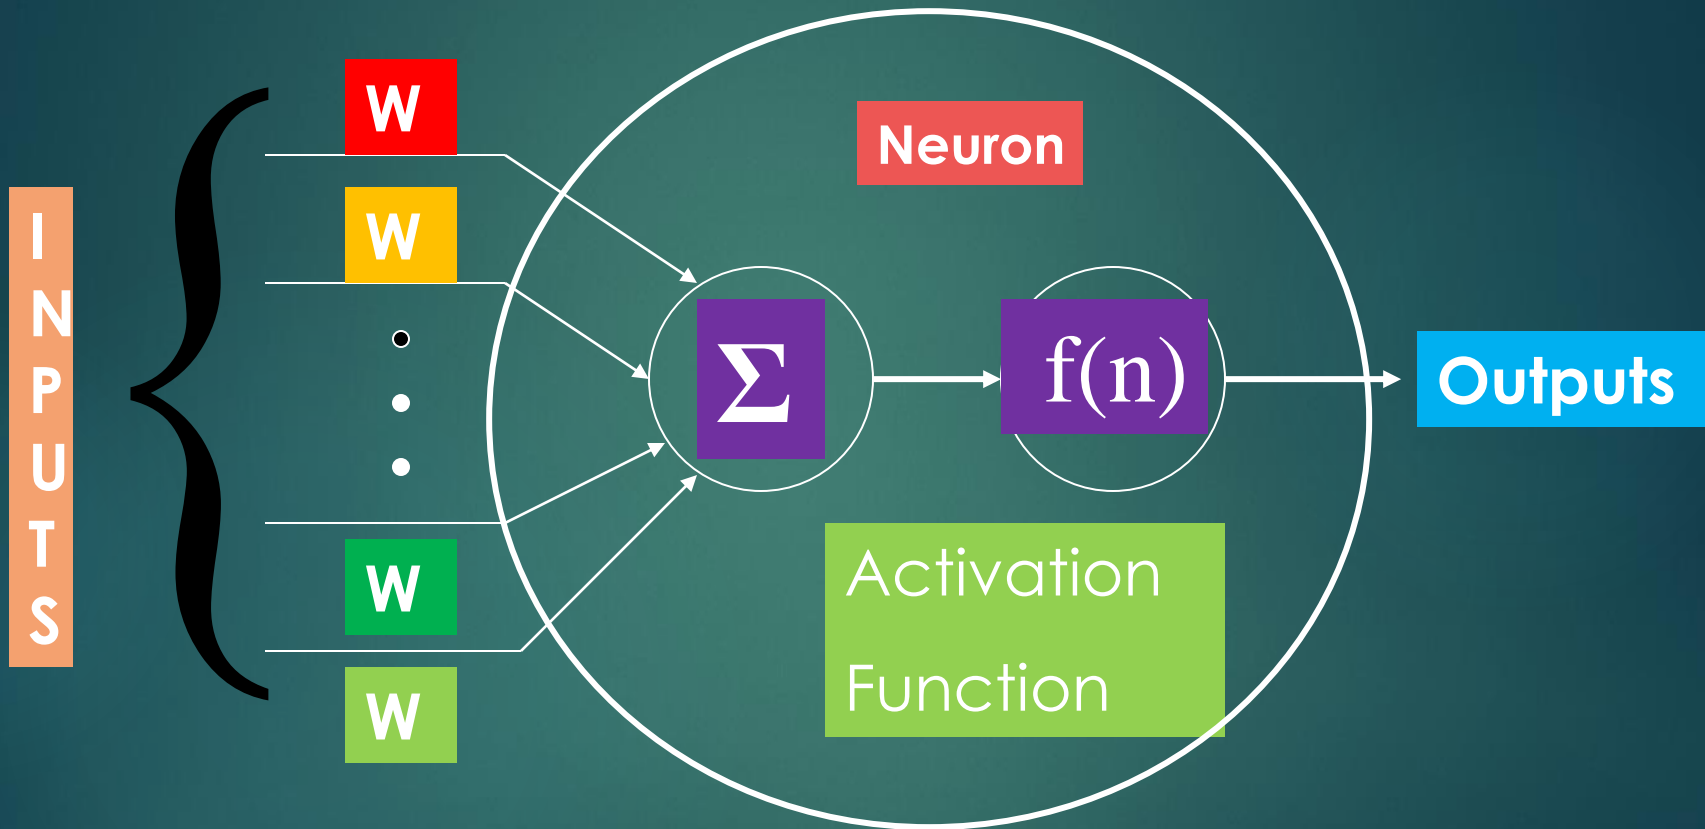 INPUTS
W
W
W
W
Neuron
Σ
f(n)
Activation
Function
Outputs